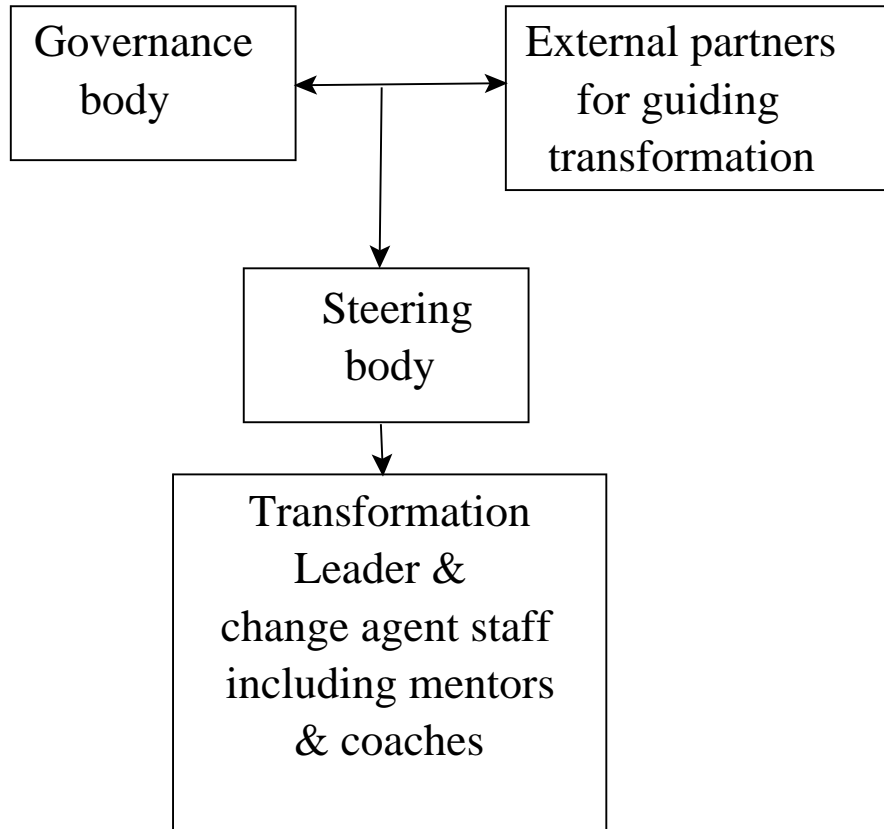 Governance
body
External partners
for guiding
transformation
Steering
body
Transformation
Leader &
change agent staff
including mentors
& coaches